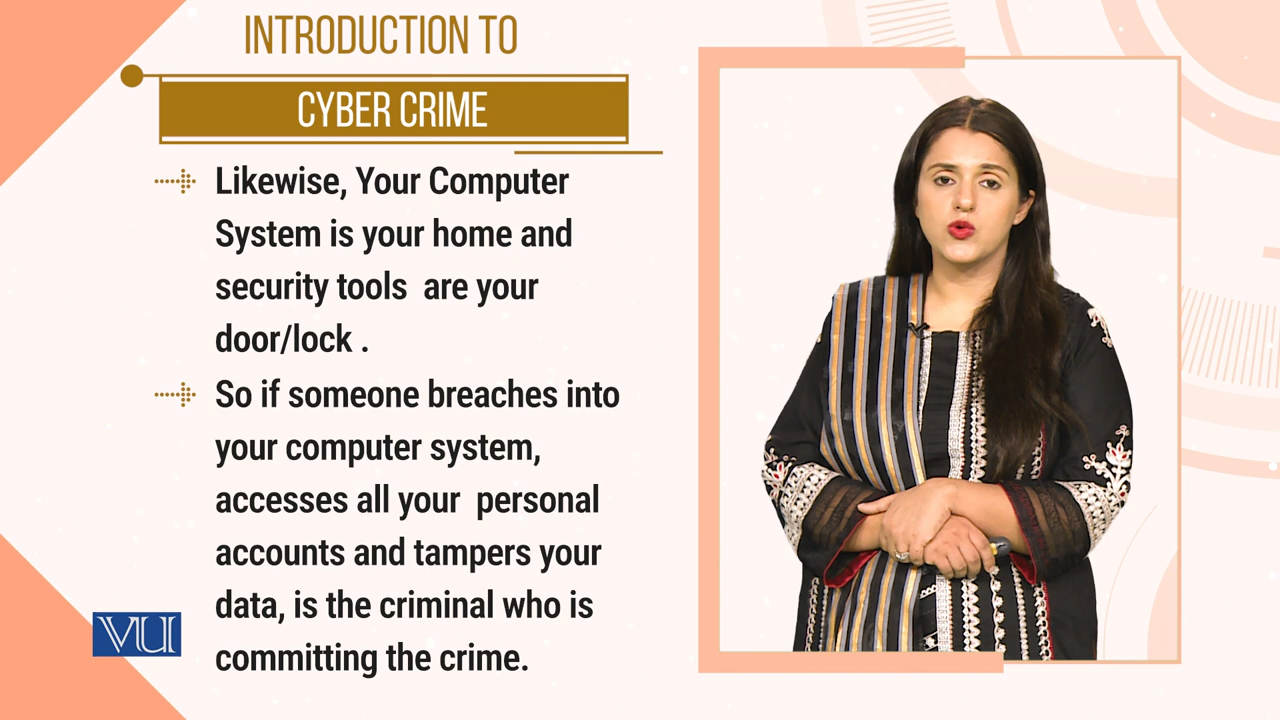 INTRODUCTION TO
CYBER CRIME
Likewise, Your Computer
System is your home and
security tools  are your
door/lock .
So if someone breaches into
your computer system,
accesses all your  personal
accounts and tampers your
data, is the criminal who is
committing the crime.
VU